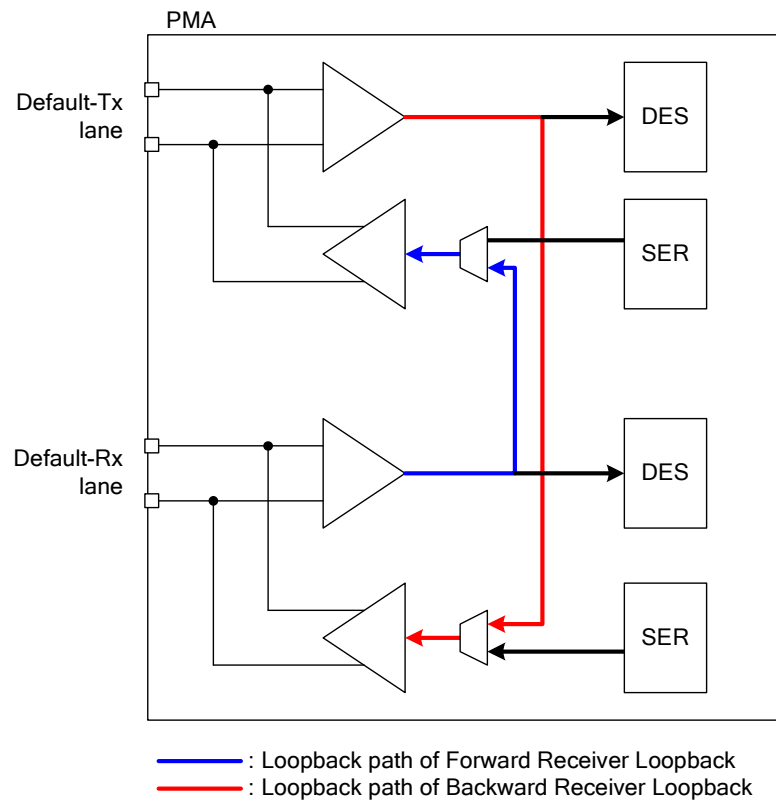 PMA
Default-Tx
lane
DES
SER
Default-Rx
lane
DES
SER
: Loopback path of Forward Receiver Loopback
: Loopback path of Backward Receiver Loopback